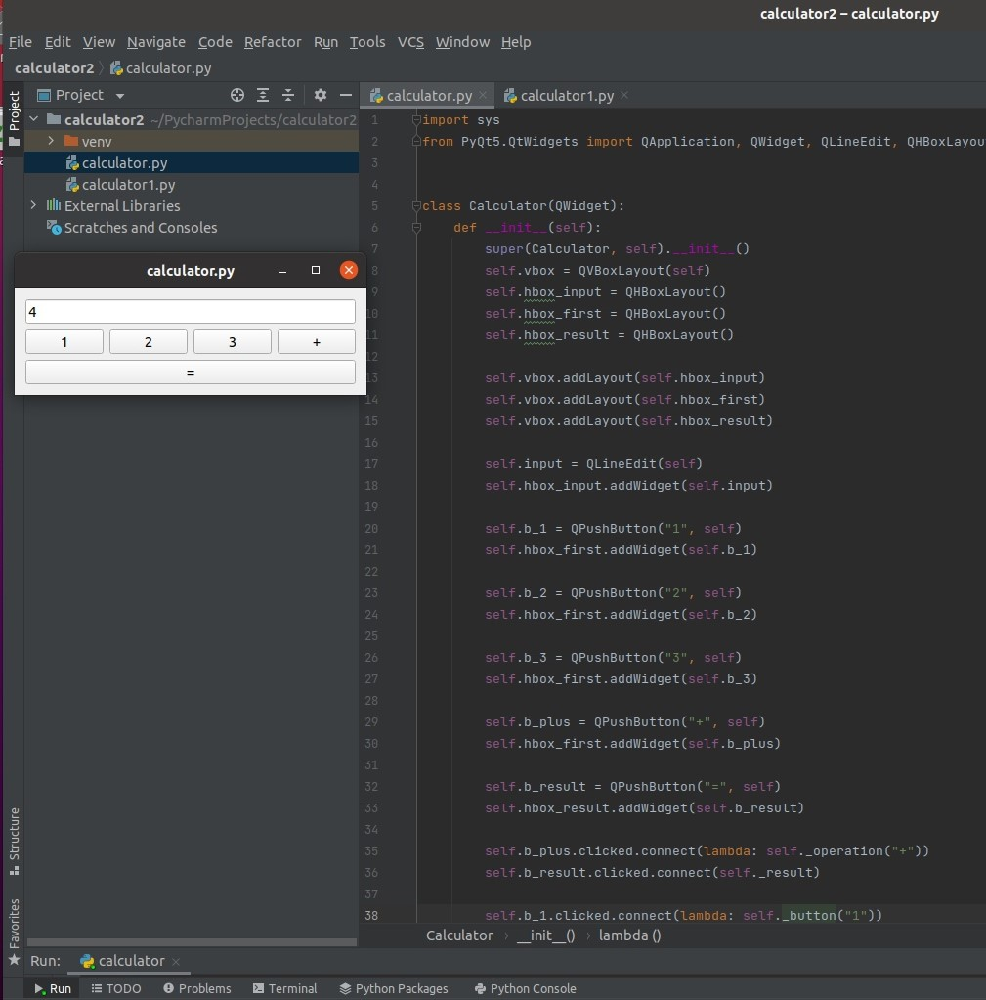 calculator2 – calculator.py
File Edit View Navigate Code Refactor Run Tools VCS Window Help
calculator2 calculator.py
Project
Project
calculator.py
calculator1.py
calculator2 ~/PycharmProjects/calculator2
venv
calculator.py
calculator1.py
External Libraries
Scratches and Consoles
calculator.py
4
1 2 3 +
=
1 import sys
2 from PyQt5.QtWidgets import QApplication, QWidget, QLineEdit, QHBoxLayou
3
4
5 class Calculator(QWidget):
6 def __init__(self):
7 super(Calculator, self).__init__()
8 self.vbox = QVBoxLayout(self)
9 self.hbox_input = QHBoxLayout()
10 self.hbox_first = QHBoxLayout()
11 self.hbox_result = QHBoxLayout()
12
13 self.vbox.addLayout(self.hbox_input)
14 self.vbox.addLayout(self.hbox_first)
15 self.vbox.addLayout(self.hbox_result)
16
17 self.input = QLineEdit(self)
18 self.hbox_input.addWidget(self.input)
19
20 self.b_1 = QPushButton("1", self)
21 self.hbox_first.addWidget(self.b_1)
22
23 self.b_2 = QPushButton("2", self)
24 self.hbox_first.addWidget(self.b_2)
25
26 self.b_3 = QPushButton("3", self)
27 self.hbox_first.addWidget(self.b_3)
28
29 self.b_plus = QPushButton("+", self)
30 self.hbox_first.addWidget(self.b_plus)
31
32 self.b_result = QPushButton("=", self)
33 self.hbox_result.addWidget(self.b_result)
34
35 self.b_plus.clicked.connect(lambda: self._operation("+"))
36 self.b_result.clicked.connect(self._result)
37
38 self.b_1.clicked.connect(lambda: self._button("1"))
Calculator › __init__() › lambda ()
Structure
Favorites
Run: calculator
Run TODO Problems Terminal Python Packages Python Console